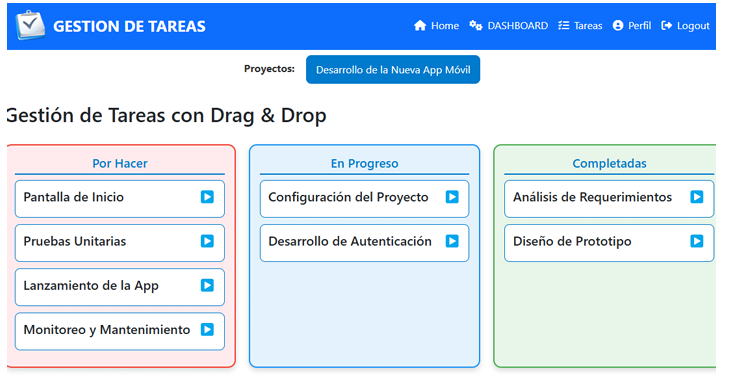 GESTION DE TAREAS
Home DASHBOARD Tareas Perfil Logout
Proyectos: Desarrollo de la Nueva App Móvil
Gestión de Tareas con Drag & Drop
Por Hacer
Pantalla de Inicio
Pruebas Unitarias
Lanzamiento de la App
Monitoreo y Mantenimiento
En Progreso
Configuración del Proyecto
Desarrollo de Autenticación
Completadas
Análisis de Requerimientos
Diseño de Prototipo